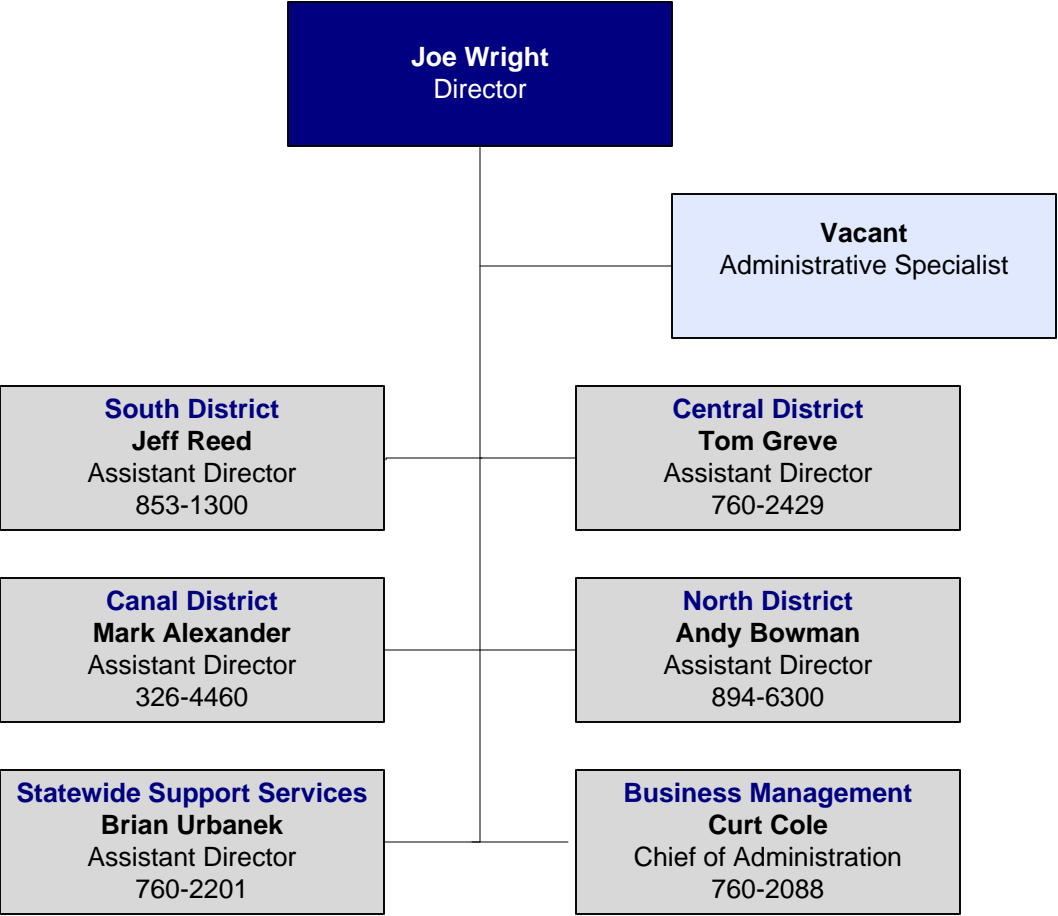 Joe Wright
Director
Vacant
Administrative Specialist
South District
Jeff Reed
Assistant Director
853-1300
Central District
Tom Greve
Assistant Director
760-2429
Canal District
Mark Alexander
Assistant Director
326-4460
North District
Andy Bowman
Assistant Director
894-6300
Statewide Support Services
Brian Urbanek
Assistant Director
760-2201
Business Management
Curt Cole
Chief of Administration
760-2088